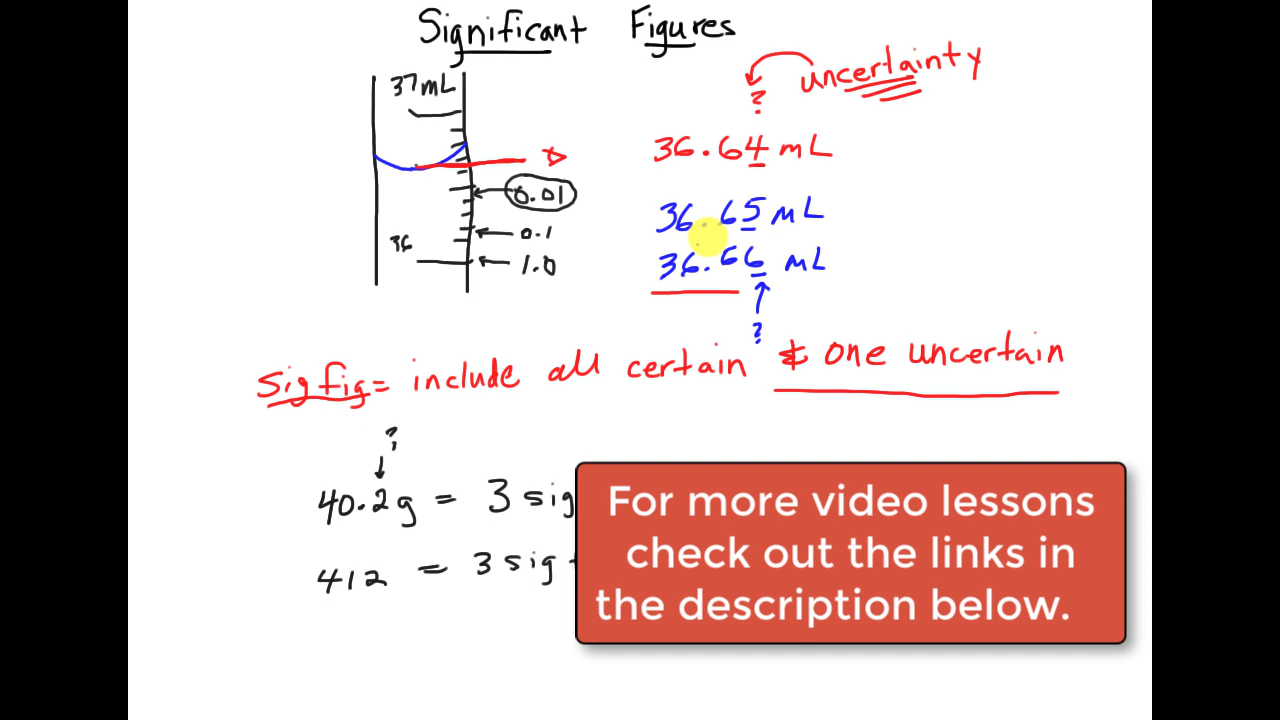 Significant Figures
37 mL
uncertainty
?
36.64 mL
0.01
36.65 mL
36
0.1
36.66 mL
1.0
?
Sig fig = include all certain & one uncertain
?
40.2g = 3 sig
412 = 3 sig
For more video lessons
check out the links in
the description below.